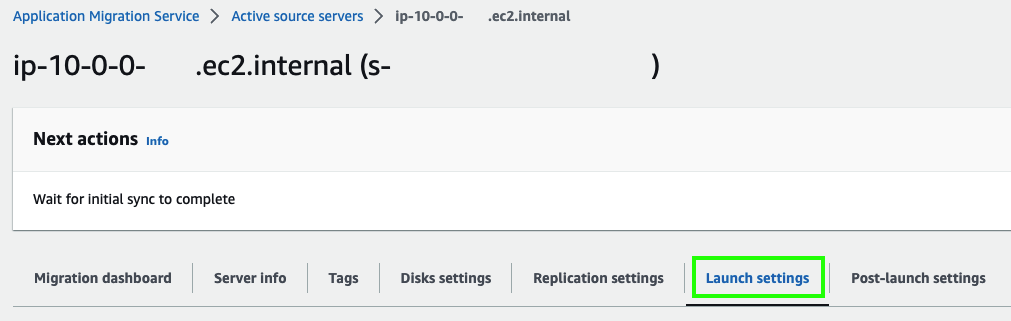 Application Migration Service > Active source servers > ip-10-0-0- .ec2.internal
ip-10-0-0- .ec2.internal (s- )
Next actions Info
Wait for initial sync to complete
Migration dashboard Server info Tags Disks settings Replication settings Launch settings Post-launch settings